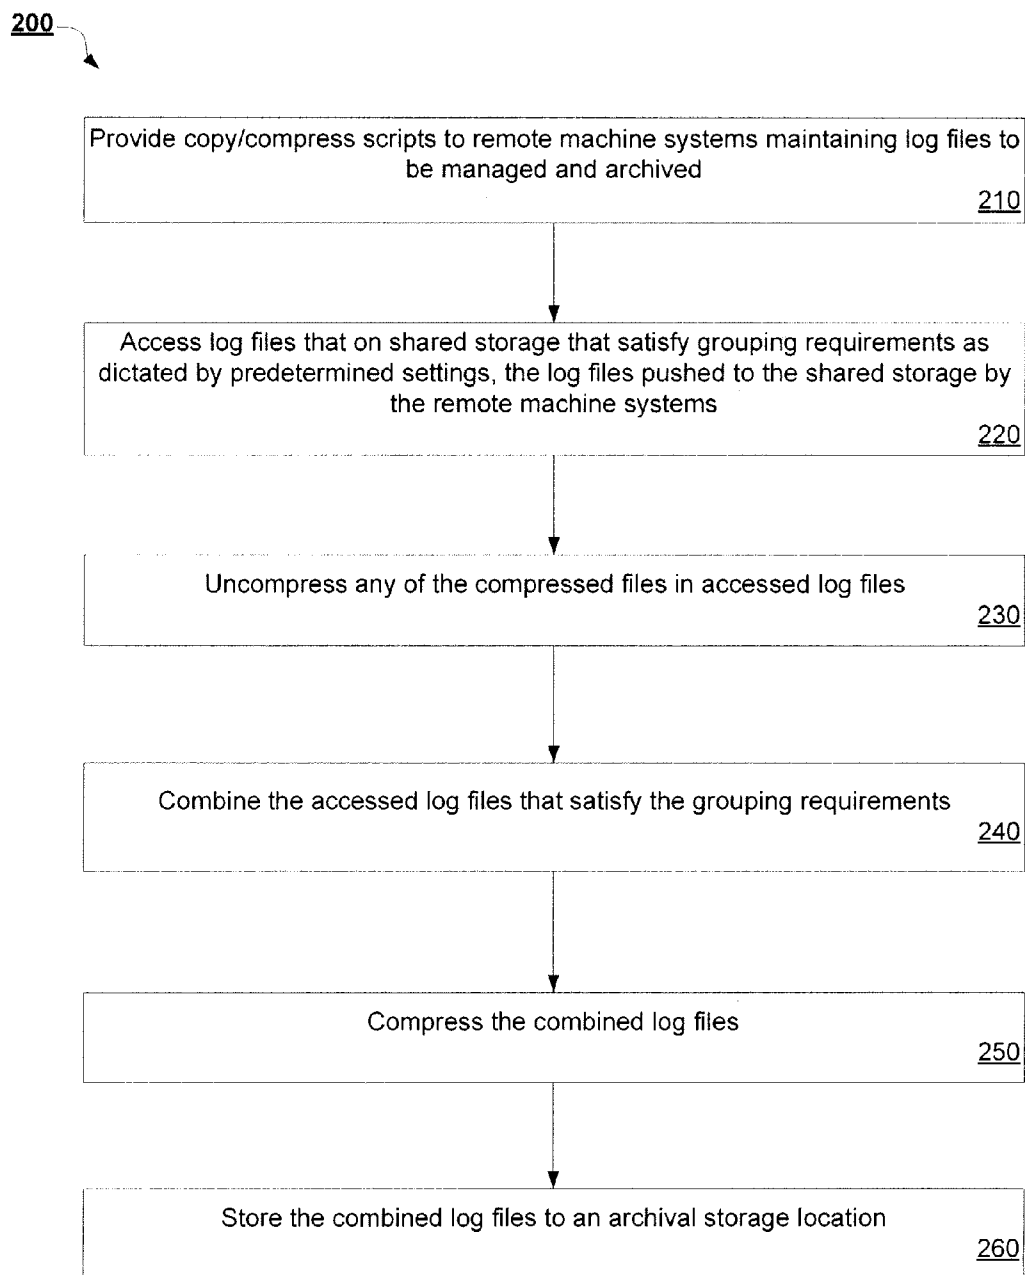 200
Provide copy/compress scripts to remote machine systems maintaining log files to
be managed and archived
210
Access log files that on shared storage that satisfy grouping requirements as
dictated by predetermined settings, the log files pushed to the shared storage by
the remote machine systems
220
Uncompress any of the compressed files in accessed log files
230
Combine the accessed log files that satisfy the grouping requirements
240
Compress the combined log files
250
Store the combined log files to an archival storage location
260